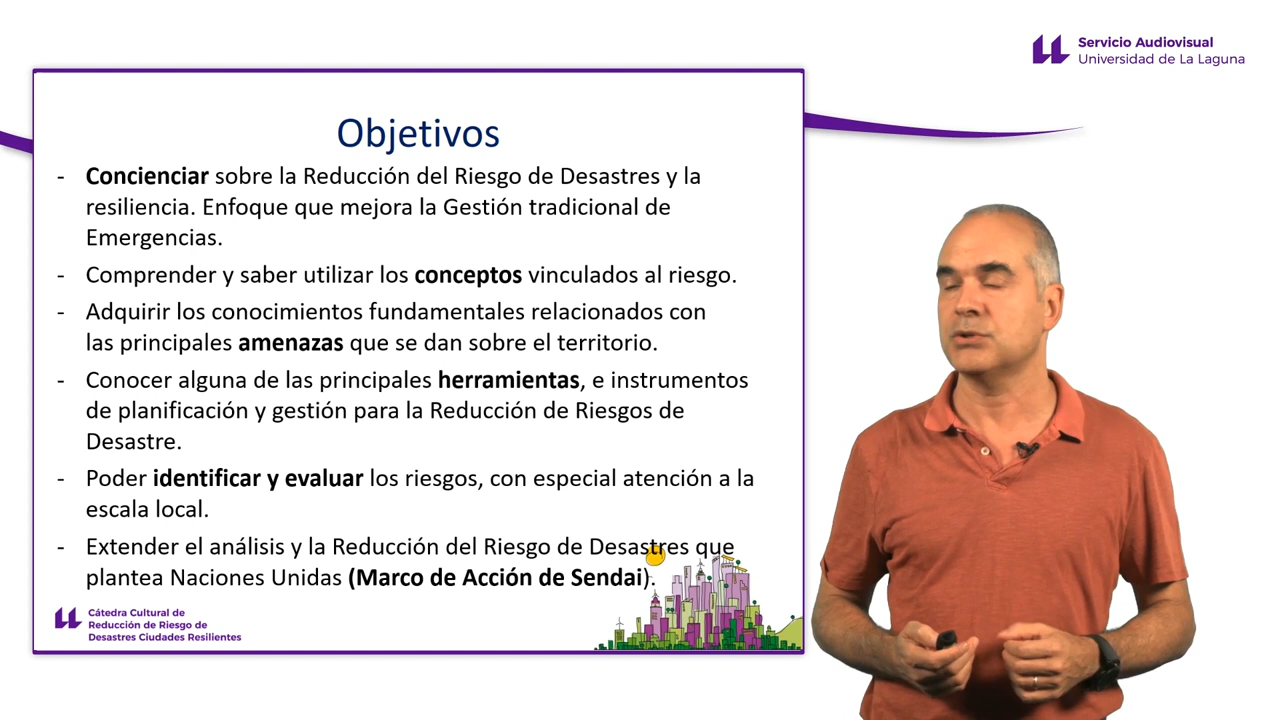 Servicio Audiovisual
Universidad de La Laguna
Objetivos
- Concienciar sobre la Reducción del Riesgo de Desastres y la
resiliencia. Enfoque que mejora la Gestión tradicional de
Emergencias.
- Comprender y saber utilizar los conceptos vinculados al riesgo.
- Adquirir los conocimientos fundamentales relacionados con
las principales amenazas que se dan sobre el territorio.
- Conocer alguna de las principales herramientas, e instrumentos
de planificación y gestión para la Reducción de Riesgos de
Desastre.
- Poder identificar y evaluar los riesgos, con especial atención a la
escala local.
- Extender el análisis y la Reducción del Riesgo de Desastres que
plantea Naciones Unidas (Marco de Acción de Sendai).
Cátedra Cultural de
Reducción de Riesgo de
Desastres Ciudades Resilientes